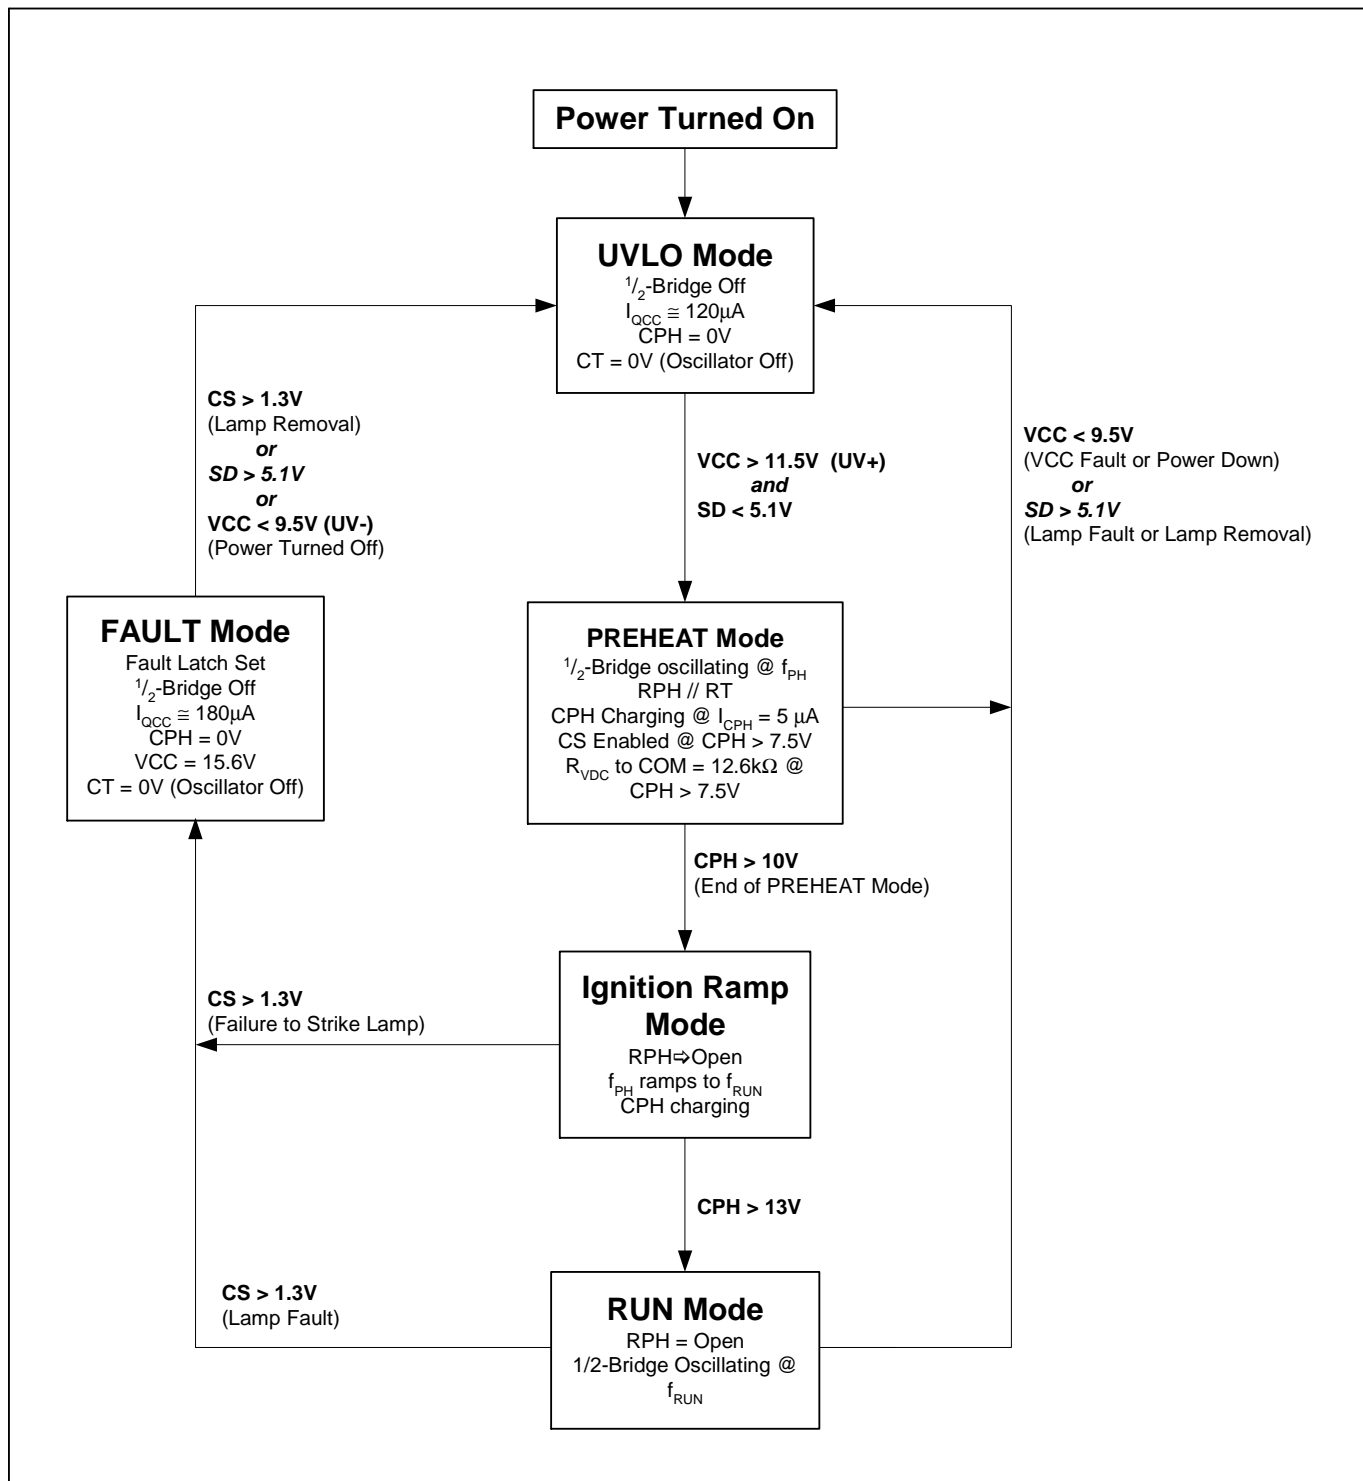 Power Turned On
UVLO Mode
1/2-Bridge Off
IQCC ≅ 120μA
CPH = 0V
CT = 0V (Oscillator Off)
CS > 1.3V
(Lamp Removal)
or
SD > 5.1V
or
VCC < 9.5V (UV-)
(Power Turned Off)
VCC > 11.5V (UV+)
and
SD < 5.1V
VCC < 9.5V
(VCC Fault or Power Down)
or
SD > 5.1V
(Lamp Fault or Lamp Removal)
FAULT Mode
Fault Latch Set
1/2-Bridge Off
IQCC ≅ 180μA
CPH = 0V
VCC = 15.6V
CT = 0V (Oscillator Off)
PREHEAT Mode
1/2-Bridge oscillating @ fPH
RPH // RT
CPH Charging @ ICPH = 5 μA
CS Enabled @ CPH > 7.5V
RVDC to COM = 12.6kΩ @
CPH > 7.5V
CPH > 10V
(End of PREHEAT Mode)
Ignition Ramp
Mode
RPH⇨Open
fPH ramps to fRUN
CPH charging
CS > 1.3V
(Failure to Strike Lamp)
CPH > 13V
RUN Mode
RPH = Open
1/2-Bridge Oscillating @
fRUN
CS > 1.3V
(Lamp Fault)